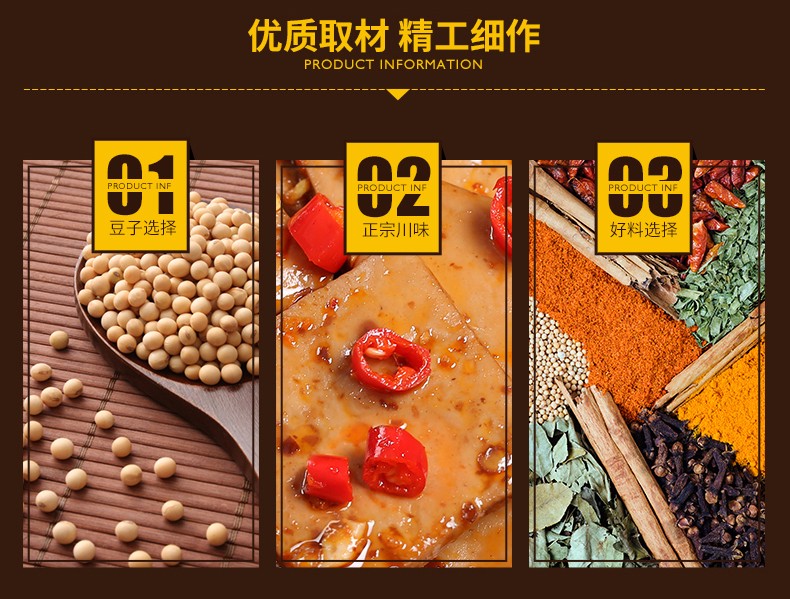 优质取材 精工细作
PRODUCT INFORMATION
01
PRODUCT INF
豆子选择
02
PRODUCT INF
正宗川味
03
PRODUCT INF
好料选择